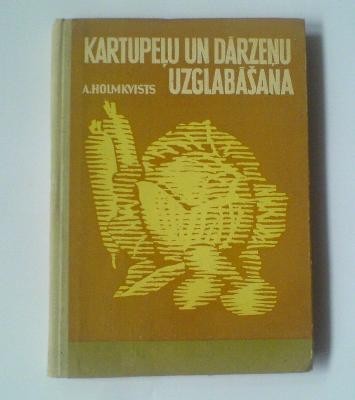 KARTUPEĻU UN DĀRZEŅU
UZGLABĀŠANA
A.HOLMKVISTS